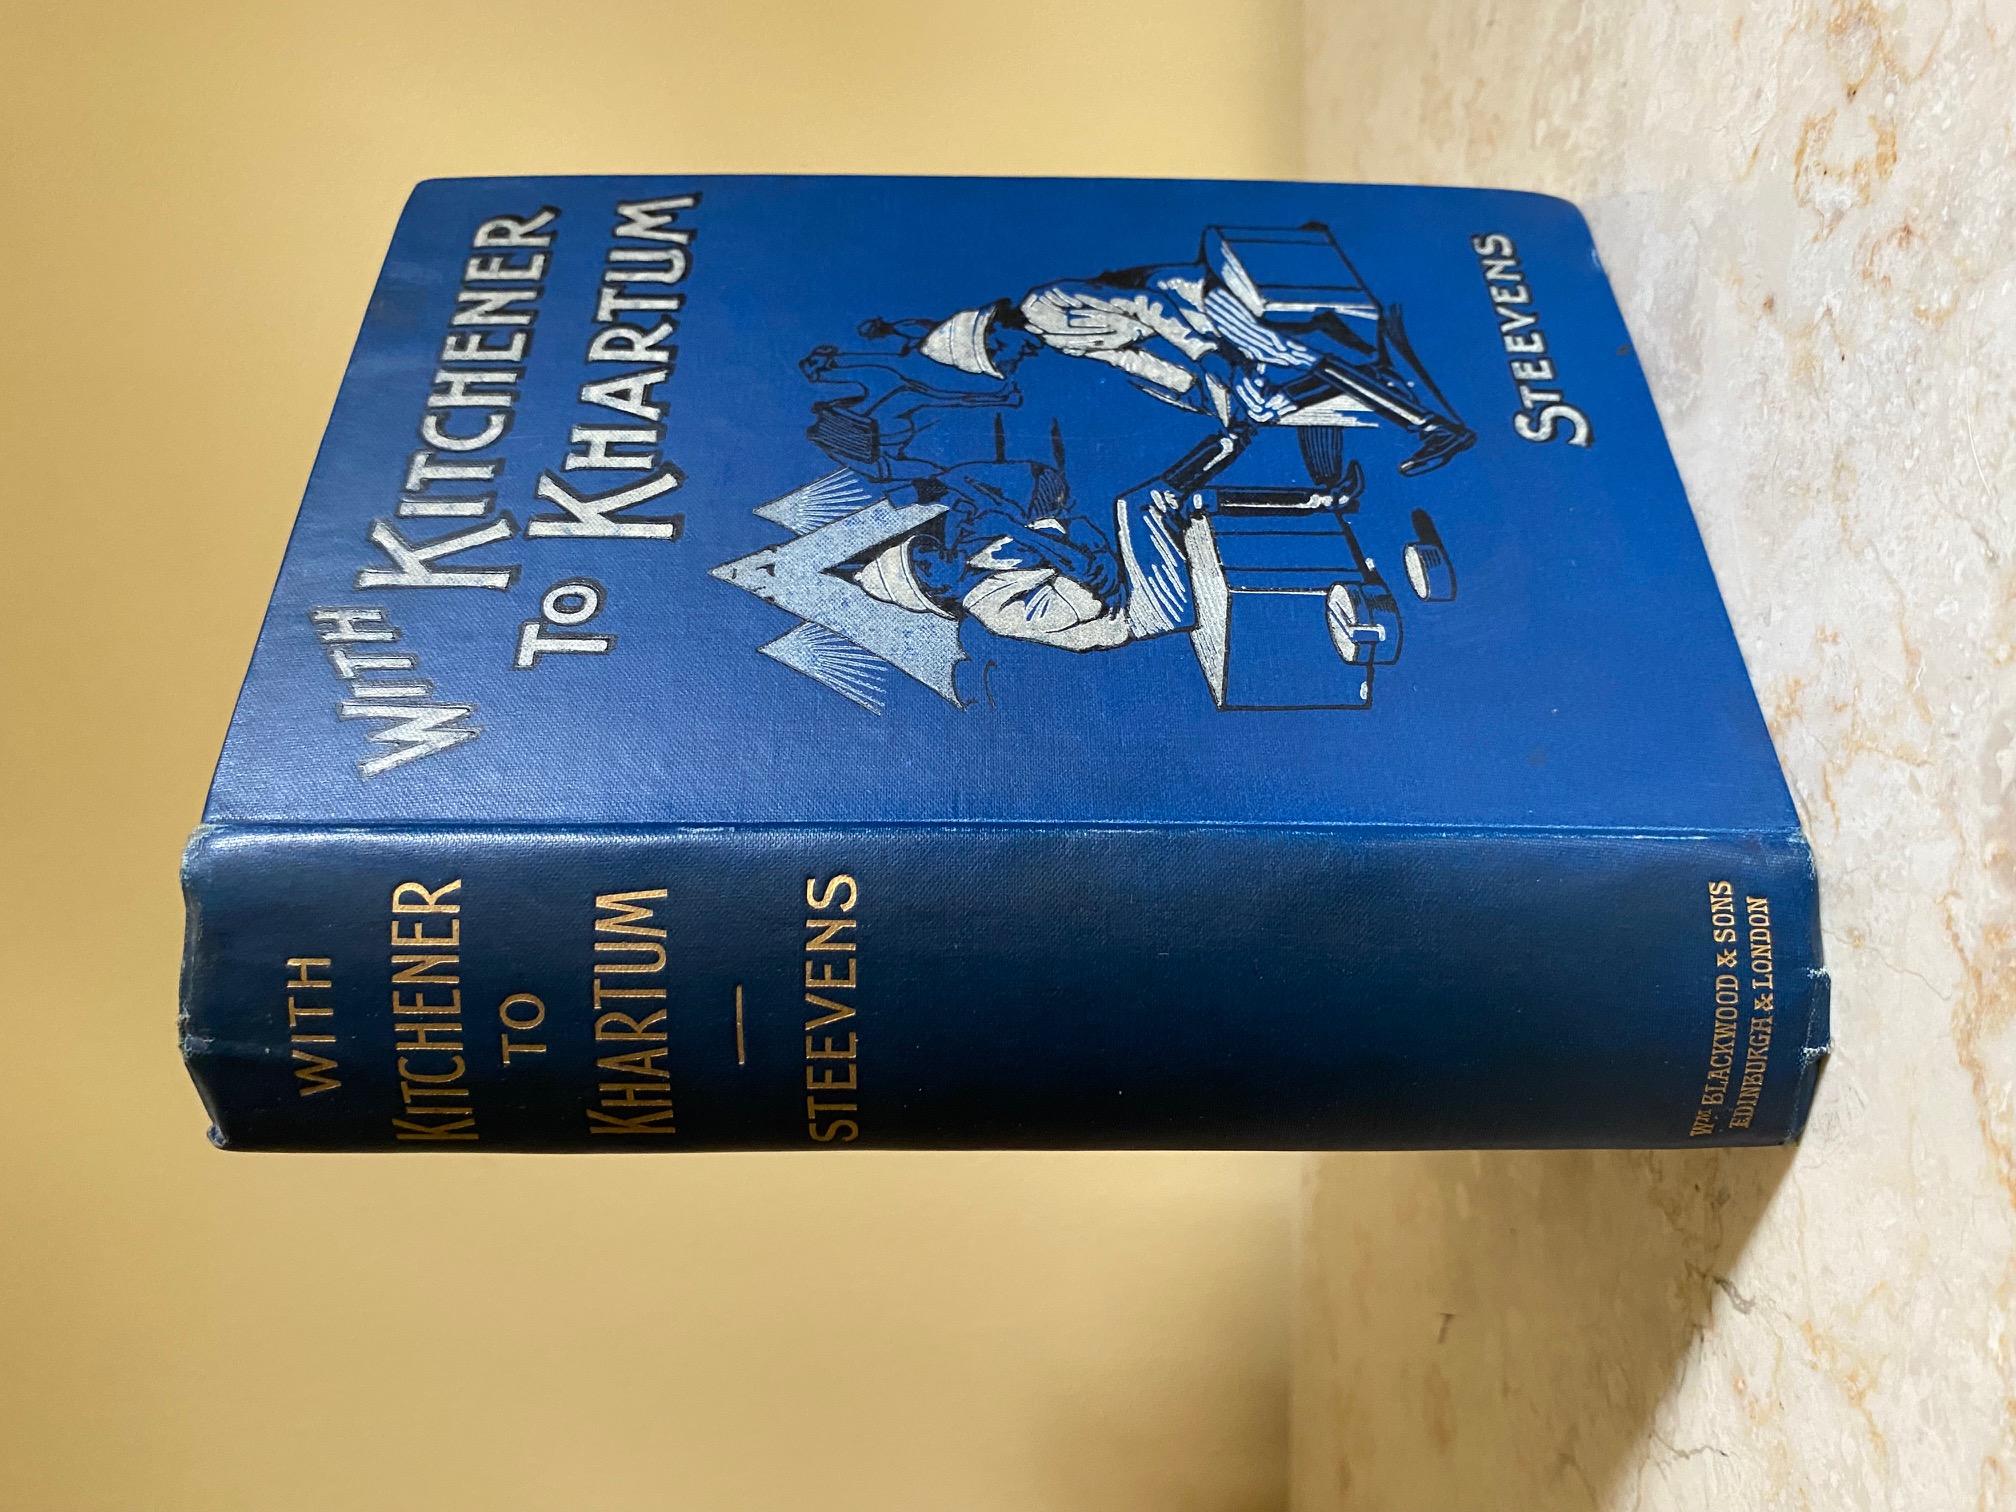 WITH KITCHENER
TO KHARTUM
STEEVENS
WITH
KITCHENER
TO
KHARTUM
STEEVENS
WM BLACKWOOD & SONS
EDINBURGH & LONDON